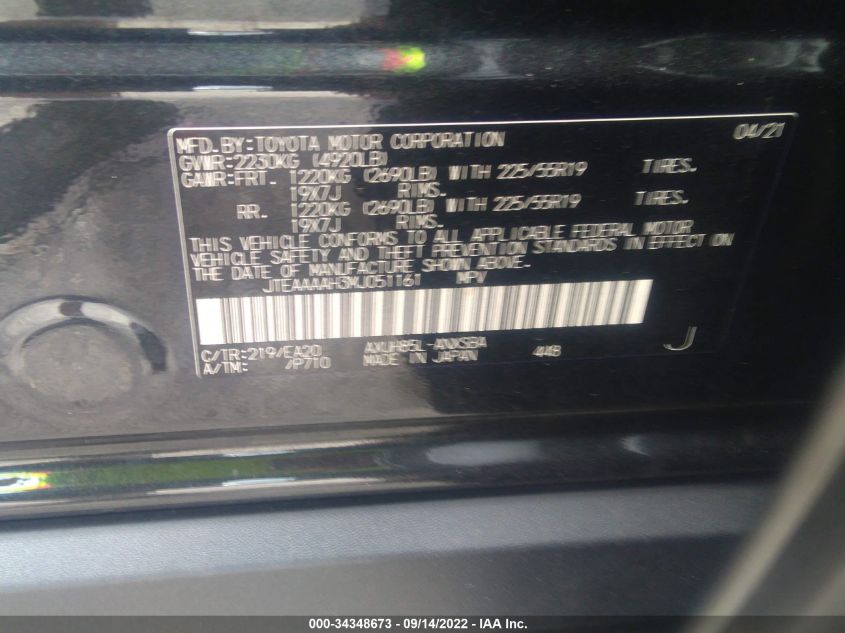 04/21
MFD.BY:TOYOTA MOTOR CORPORATION
GVWR:2230KG (4920LB)
GAWR:FRT. 1220KG (2690LB) WITH 225/55R19 TIRES.
19X7J RIMS.
RR. 1220KG (2690LB) WITH 225/55R19 TIRES.
19X7J RIMS.
THIS VEHICLE CONFORMS TO ALL APPLICABLE FEDERAL MOTOR
VEHICLE SAFETY AND THEFT PREVENTION STANDARDS IN EFFECT ON
THE DATE OF MANUFACTURE SHOWN ABOVE.
JTEAAAAH3MJ051161 MPV
C/TR:219/EA20 AXUH85L-ANXSBA 448
A/TM: /P710 MADE IN JAPAN
J
000-34348673 - 09/14/2022 - IAA Inc.